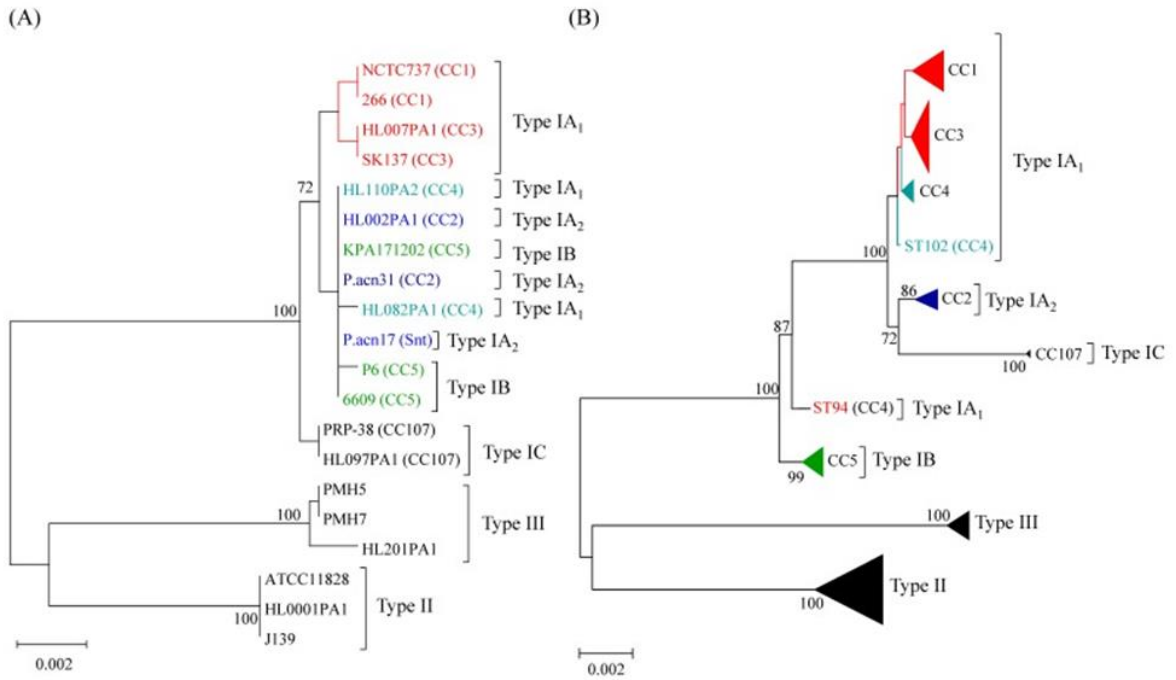 (A)
NCTC737 (CC1)
266 (CC1)
HL007PA1 (CC3)
SK137 (CC3)
Type IA1
72
HL110PA2 (CC4)
Type IA1
HL002PA1 (CC2)
Type IA2
KPA171202 (CC5)
Type IB
P.acn31 (CC2)
Type IA2
HL082PA1 (CC4)
Type IA1
100
P.acn17 (Snt)
Type IA2
P6 (CC5)
6609 (CC5)
Type IB
PRP-38 (CC107)
HL097PA1 (CC107)
Type IC
PMH5
PMH7
HL201PA1
100
Type III
ATCC11828
HL0001PA1
J139
100
Type II
0.002
(B)
CC1
CC3
CC4
ST102 (CC4)
Type IA1
100
86
CC2
Type IA2
72
CC107
Type IC
100
87
100
ST94 (CC4)
Type IA1
CC5
Type IB
99
100
Type III
Type II
100
0.002